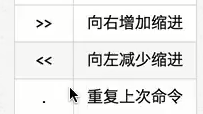 >> 向右增加缩进
<< 向左减少缩进
. 重复上次命令